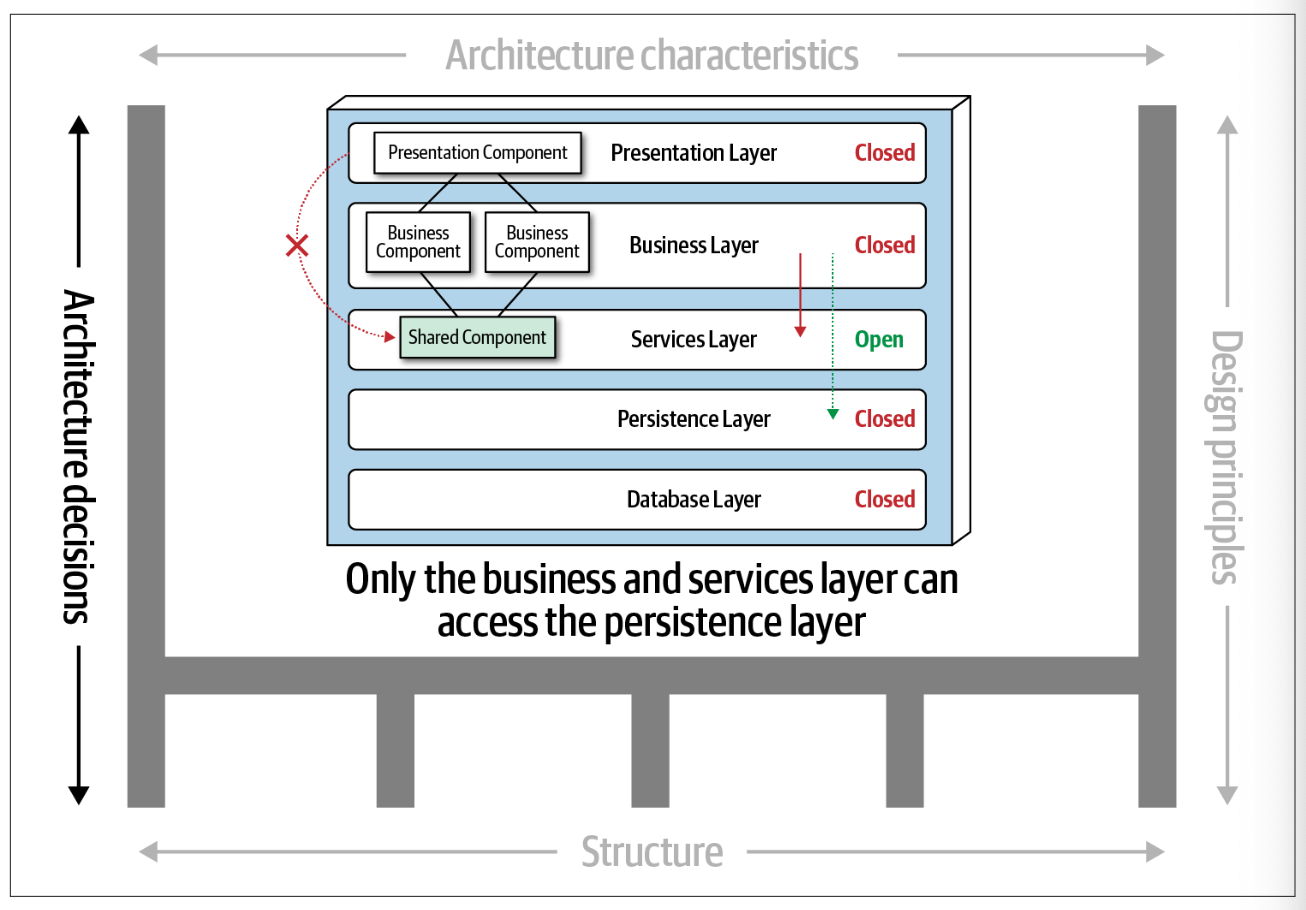 Architecture characteristics
Architecture decisions
Presentation Component
Presentation Layer
Closed
Business
Component
Business
Component
Business Layer
Closed
Shared Component
Services Layer
Open
Persistence Layer
Closed
Database Layer
Closed
Only the business and services layer can
access the persistence layer
Design principles
Structure